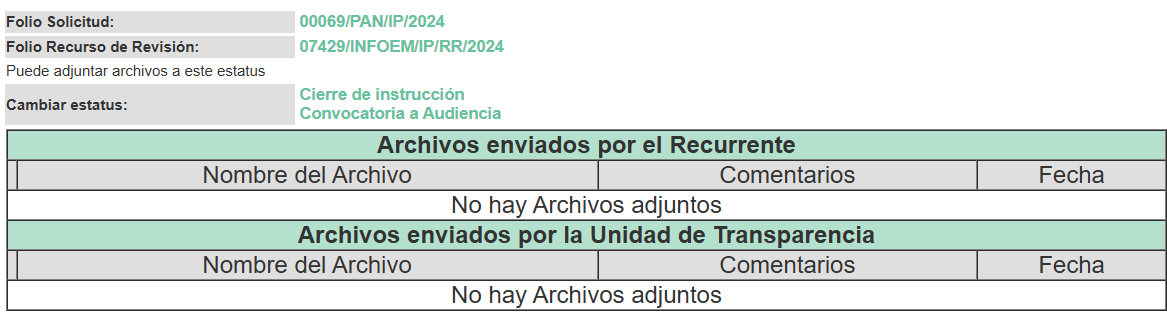 Folio Solicitud: 00069/PAN/IP/2024
Folio Recurso de Revisión: 07429/INFOEM/IP/RR/2024
Puede adjuntar archivos a este estatus
Cambiar estatus: Cierre de instrucción
Convocatoria a Audiencia
Archivos enviados por el Recurrente
Nombre del Archivo Comentarios Fecha
No hay Archivos adjuntos
Archivos enviados por la Unidad de Transparencia
Nombre del Archivo Comentarios Fecha
No hay Archivos adjuntos